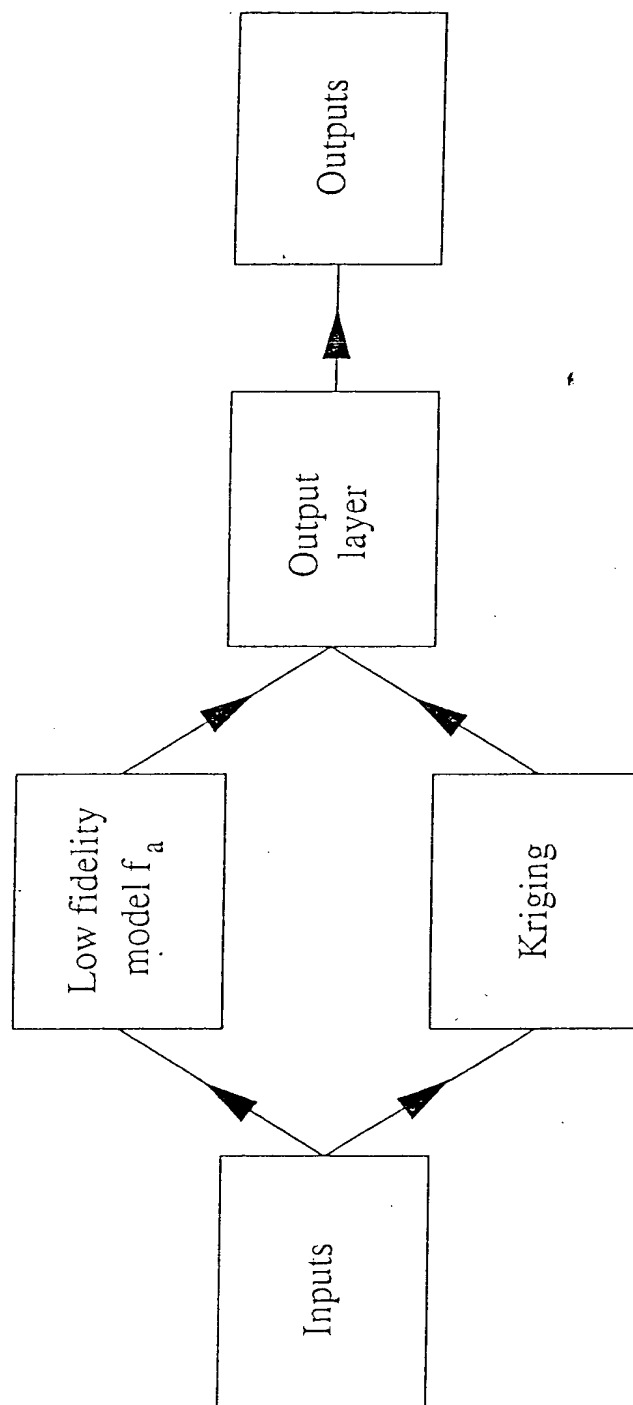 Inputs
Low fidelity
model f_a
Kriging
Output
layer
Outputs